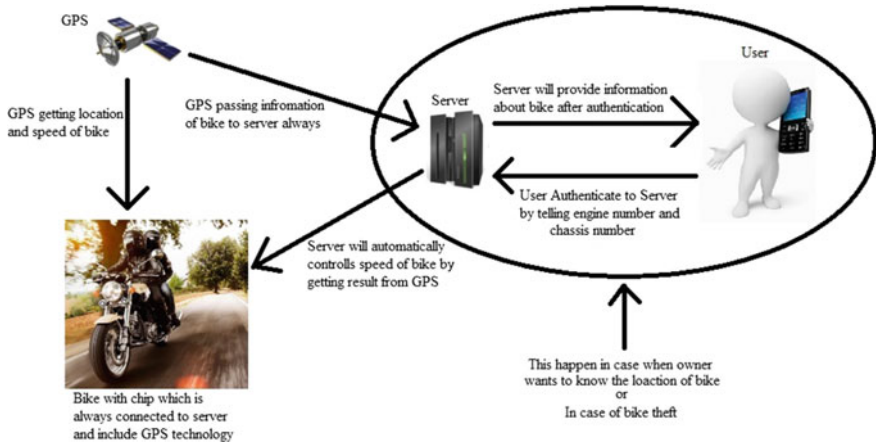 GPS
GPS getting location
and speed of bike
GPS passing infromation
of bike to server always
Server
Server will provide information
about bike after authentication
User
User Authenticate to Server
by telling engine number and
chassis number
Server will automatically
controlls speed of bike by
getting result from GPS
Bike with chip which is
always connected to server
and include GPS technology
This happen in case when owner
wants to know the loaction of bike
or
In case of bike theft